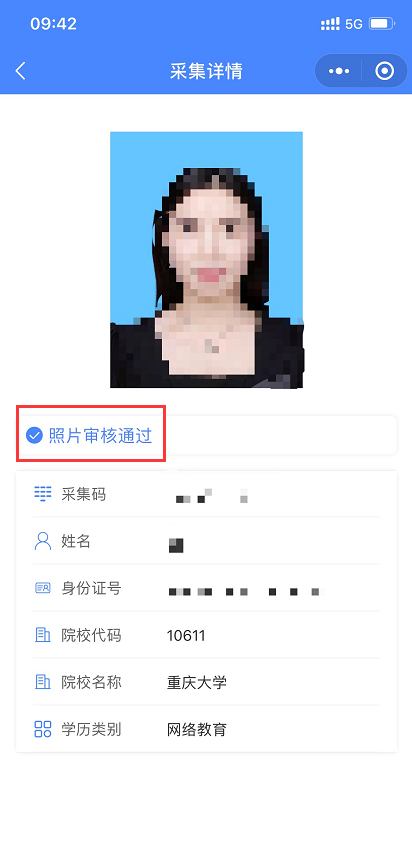 09:42
5G
采集详情
照片审核通过
采集码
姓名
身份证号
院校代码 10611
院校名称 重庆大学
学历类别 网络教育